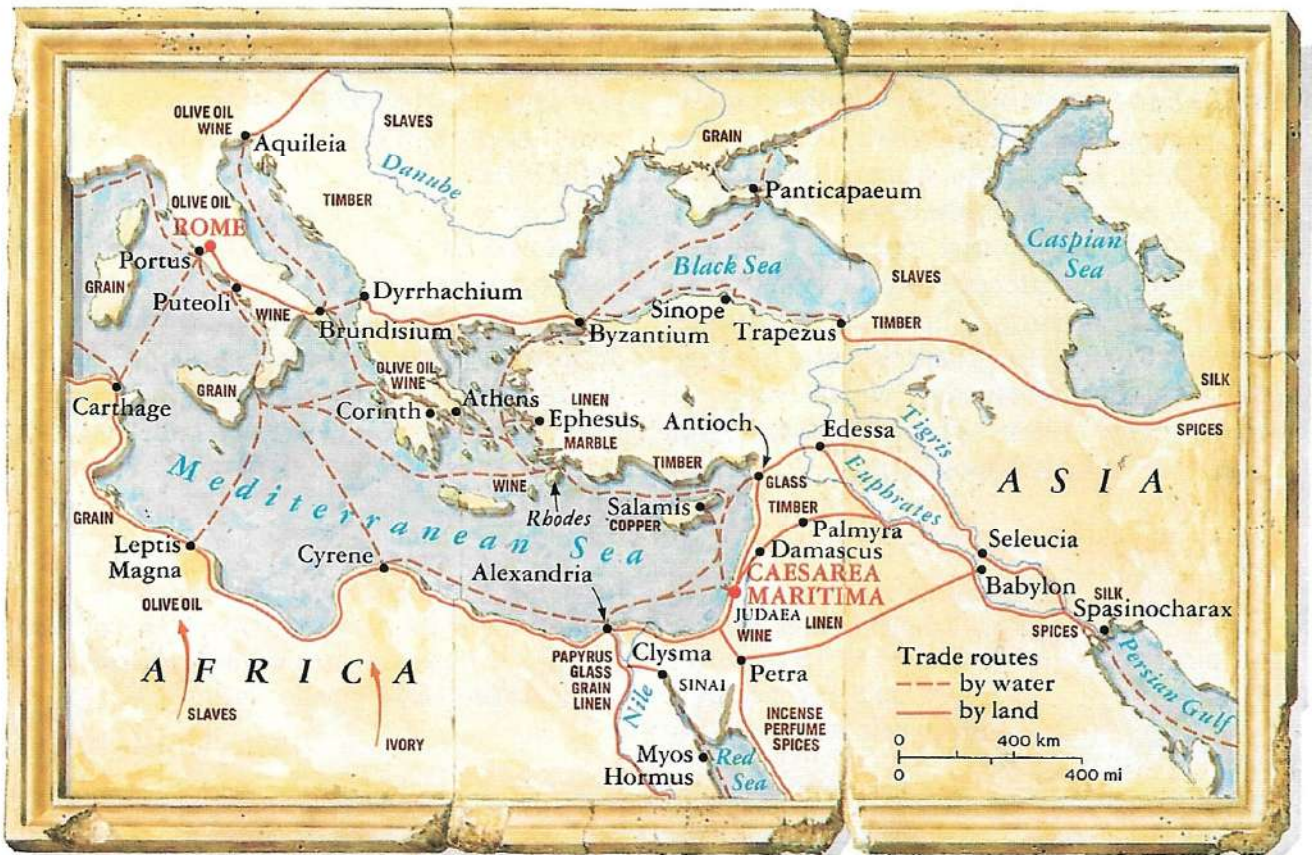 OLIVE OIL
WINE
Aquileia
SLAVES
Danube
TIMBER
GRAIN
Panticapaeum
Caspian
Sea
OLIVE OIL
ROME
Portus
GRAIN
Puteoli
WINE
Brundisium
Dyrrhachium
Black Sea
Sinope
Byzantium
Trapezus
SLAVES
TIMBER
SILK
SPICES
Carthage
GRAIN
OLIVE OIL
WINE
Corinth
Athens
LINEN
Ephesus
MARBLE
Antioch
Edessa
Tigris
Euphrates
ASIA
Mediterranean Sea
WINE
Rhodes
TIMBER
GLASS
Salamis
COPPER
TIMBER
Palmyra
Damascus
Seleucia
Babylon
GRAIN
Leptis
Magna
Cyrene
Alexandria
CAESAREA
MARITIMA
JUDAEA
WINE
LINEN
SILK
Spasinocharax
SPICES
Persian Gulf
OLIVE OIL
AFRICA
SLAVES
IVORY
PAPYRUS
GLASS
GRAIN
LINEN
Nile
Clysma
SINAI
Petra
INCENSE
PERFUME
SPICES
Myos
Hormus
Red
Sea
Trade routes
by water
by land
0 400 km
0 400 mi